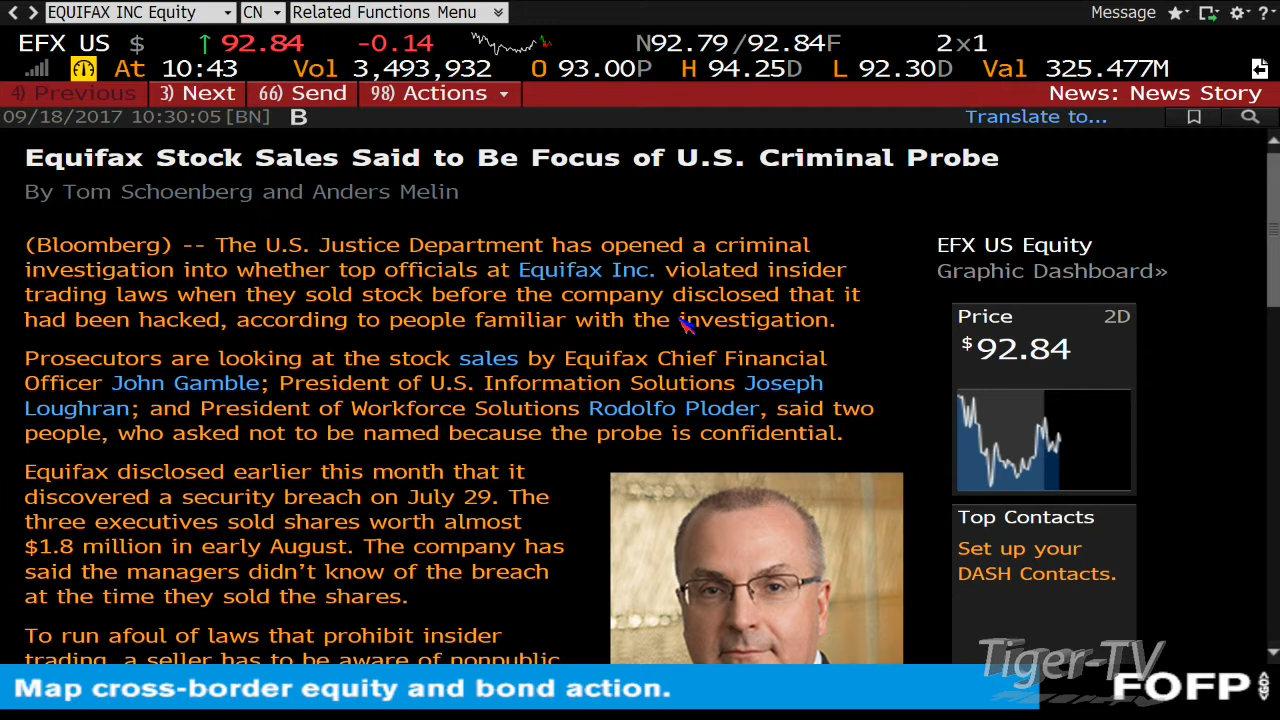 EQUIFAX INC Equity CN Related Functions Menu Message ?
EFX US $ ↑ 92.84 -0.14 N92.79 /92.84F 2×1
At 10:43 Vol 3,493,932 O 93.00P H 94.25D L 92.30D Val 325.477M
4) Previous 3) Next 66) Send 98) Actions News: News Story
09/18/2017 10:30:05 [BN] B Translate to...
Equifax Stock Sales Said to Be Focus of U.S. Criminal Probe
By Tom Schoenberg and Anders Melin
(Bloomberg) -- The U.S. Justice Department has opened a criminal
investigation into whether top officials at Equifax Inc. violated insider
trading laws when they sold stock before the company disclosed that it
had been hacked, according to people familiar with the investigation.
Prosecutors are looking at the stock sales by Equifax Chief Financial
Officer John Gamble; President of U.S. Information Solutions Joseph
Loughran; and President of Workforce Solutions Rodolfo Ploder, said two
people, who asked not to be named because the probe is confidential.
Equifax disclosed earlier this month that it
discovered a security breach on July 29. The
three executives sold shares worth almost
$1.8 million in early August. The company has
said the managers didn't know of the breach
at the time they sold the shares.
To run afoul of laws that prohibit insider
trading, a seller has to be aware of nonpublic
EFX US Equity
Graphic Dashboard»
Price 2D
$92.84
Top Contacts
Set up your
DASH Contacts.
Tiger-TV
Map cross-border equity and bond action.
FOFP <GO>